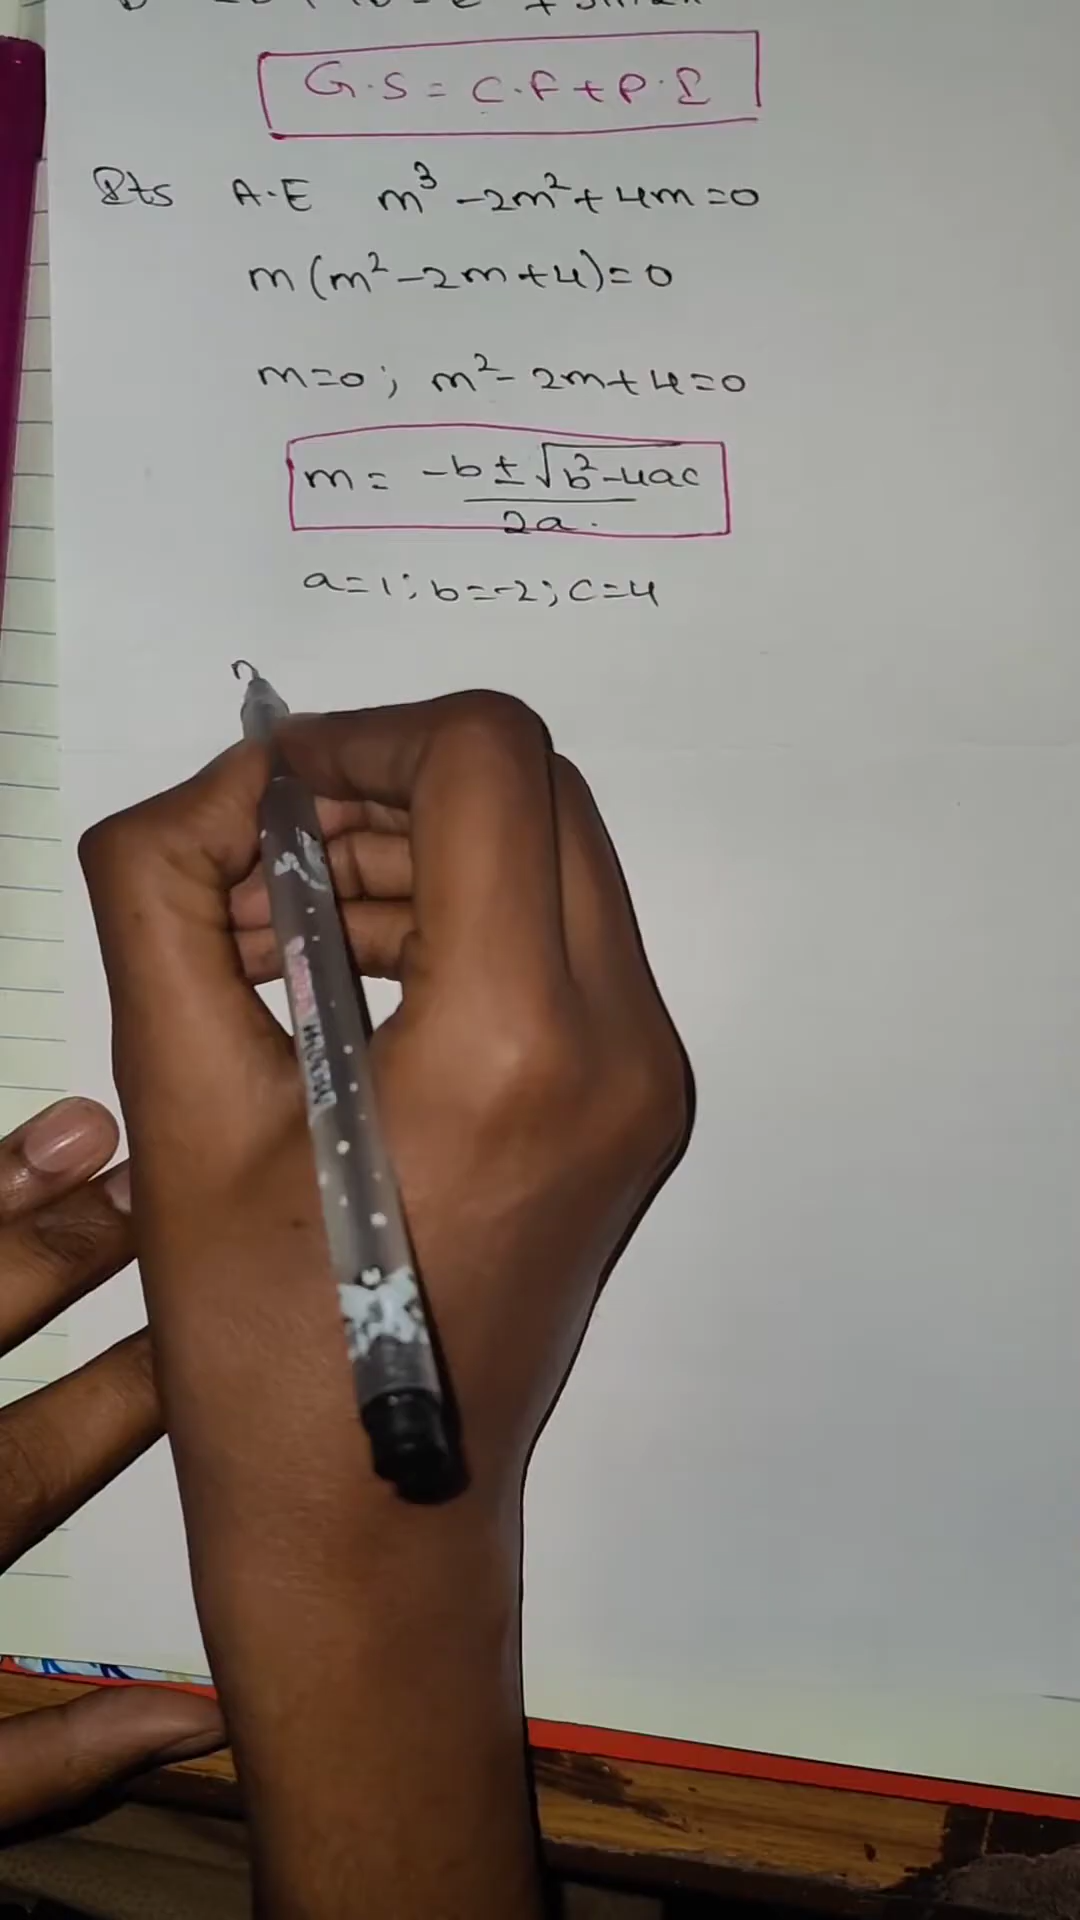 G.S = C.F + P.I
Its A.E m³ - 2m² + 4m = 0
m(m² - 2m + 4) = 0
m = 0 ; m² - 2m + 4 = 0
m = -b ± √b² - 4ac / 2a.
a = 1 ; b = -2 ; c = 4